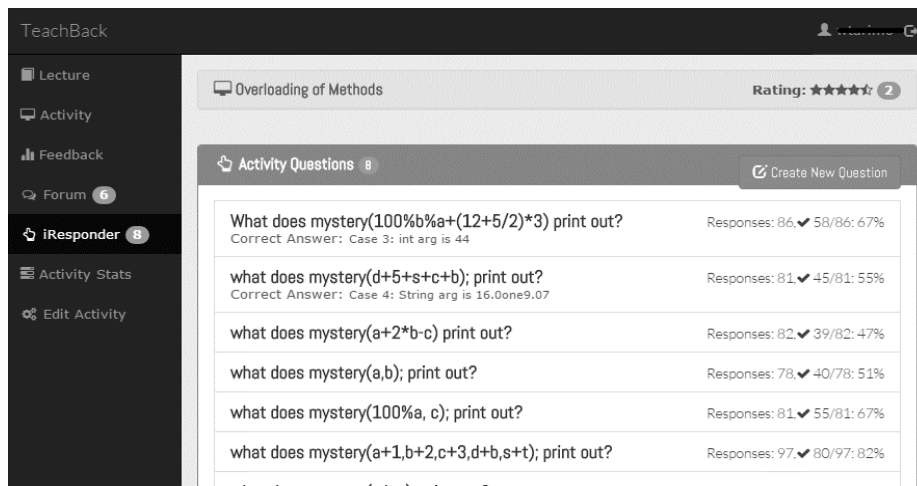 TeachBack
Lecture
Activity
Feedback
Forum 6
iResponder 8
Activity Stats
Edit Activity
Overloading of Methods
Rating: 2
Activity Questions 8
Create New Question
What does mystery(100%b%a+(12+5/2)*3) print out?
Responses: 86,✔ 58/86: 67%
Correct Answer: Case 3: int arg is 44
what does mystery(d+5+s+c+b); print out?
Responses: 81,✔ 45/81: 55%
Correct Answer: Case 4: String arg is 16.0one9.07
what does mystery(a+2*b-c) print out?
Responses: 82,✔ 39/82: 47%
what does mystery(a,b); print out?
Responses: 78,✔ 40/78: 51%
what does mystery(100%a, c); print out?
Responses: 81,✔ 55/81: 67%
what does mystery(a+1,b+2,c+3,d+b,s+t); print out?
Responses: 97,✔ 80/97: 82%